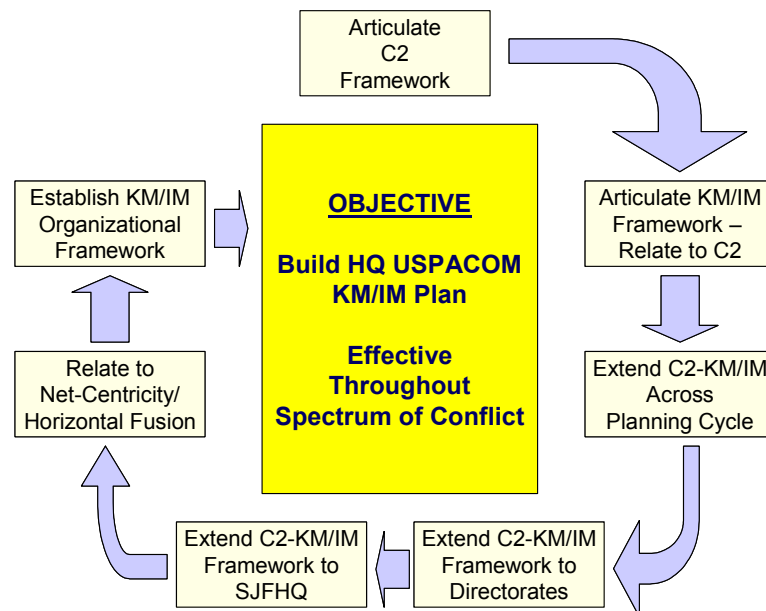 Articulate
C2
Framework
Articulate KM/IM
Framework –
Relate to C2
Extend C2-KM/IM
Across
Planning Cycle
Extend C2-KM/IM
Framework to
Directorates
Extend C2-KM/IM
Framework to
SJFHQ
Relate to
Net-Centricity/
Horizontal Fusion
Establish KM/IM
Organizational
Framework
OBJECTIVE
Build HQ USPACOM
KM/IM Plan
Effective
Throughout
Spectrum of Conflict